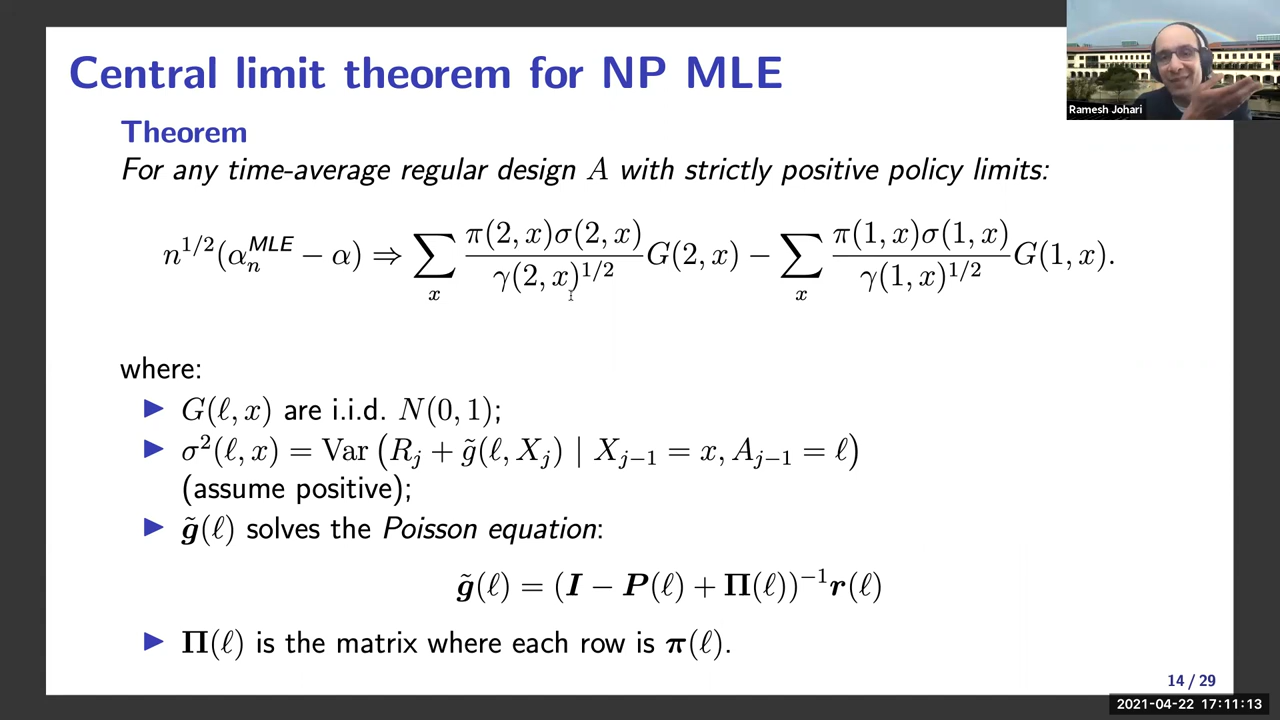 Central limit theorem for NP MLE
Ramesh Johari
Theorem
For any time-average regular design A with strictly positive policy limits:
n^{1/2}(α_n^{MLE} − α) ⇒ ∑_x π(2, x)σ(2, x) / γ(2, x)^{1/2} G(2, x) − ∑_x π(1, x)σ(1, x) / γ(1, x)^{1/2} G(1, x).
where:
▶ G(ℓ, x) are i.i.d. N(0, 1);
▶ σ²(ℓ, x) = Var (R_j + g̃(ℓ, X_j) | X_{j−1} = x, A_{j−1} = ℓ)
(assume positive);
▶ g̃(ℓ) solves the Poisson equation:
g̃(ℓ) = (I − P(ℓ) + Π(ℓ))^{−1} r(ℓ)
▶ Π(ℓ) is the matrix where each row is π(ℓ).
14 / 29
2021-04-22 17:11:13